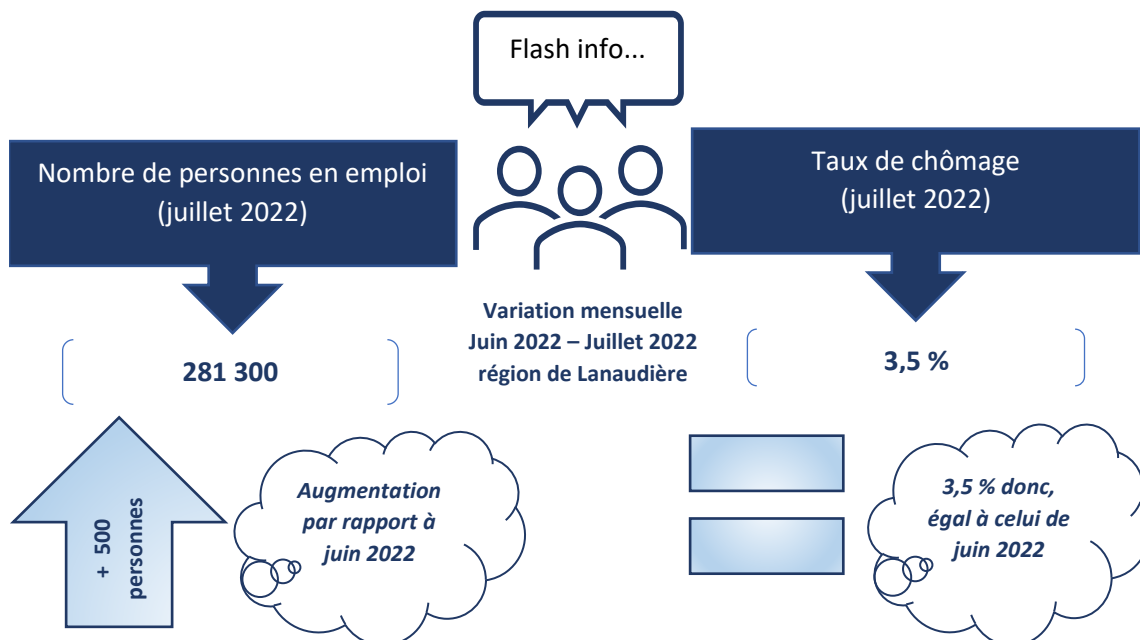 Flash info...
Nombre de personnes en emploi
(juillet 2022)
Taux de chômage
(juillet 2022)
Variation mensuelle
Juin 2022 – Juillet 2022
région de Lanaudière
281 300
3,5 %
+ 500
personnes
Augmentation
par rapport à
juin 2022
3,5 % donc,
égal à celui de
juin 2022